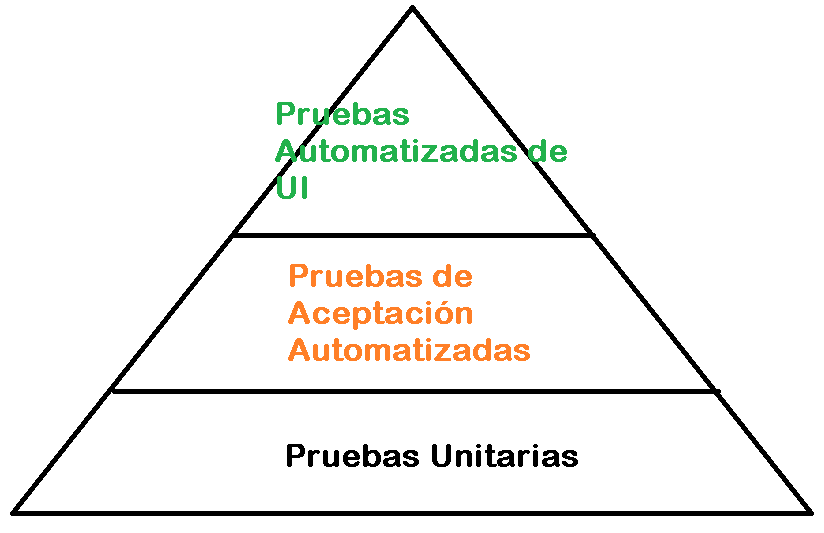 Pruebas
Automatizadas de
UI
Pruebas de
Aceptación
Automatizadas
Pruebas Unitarias